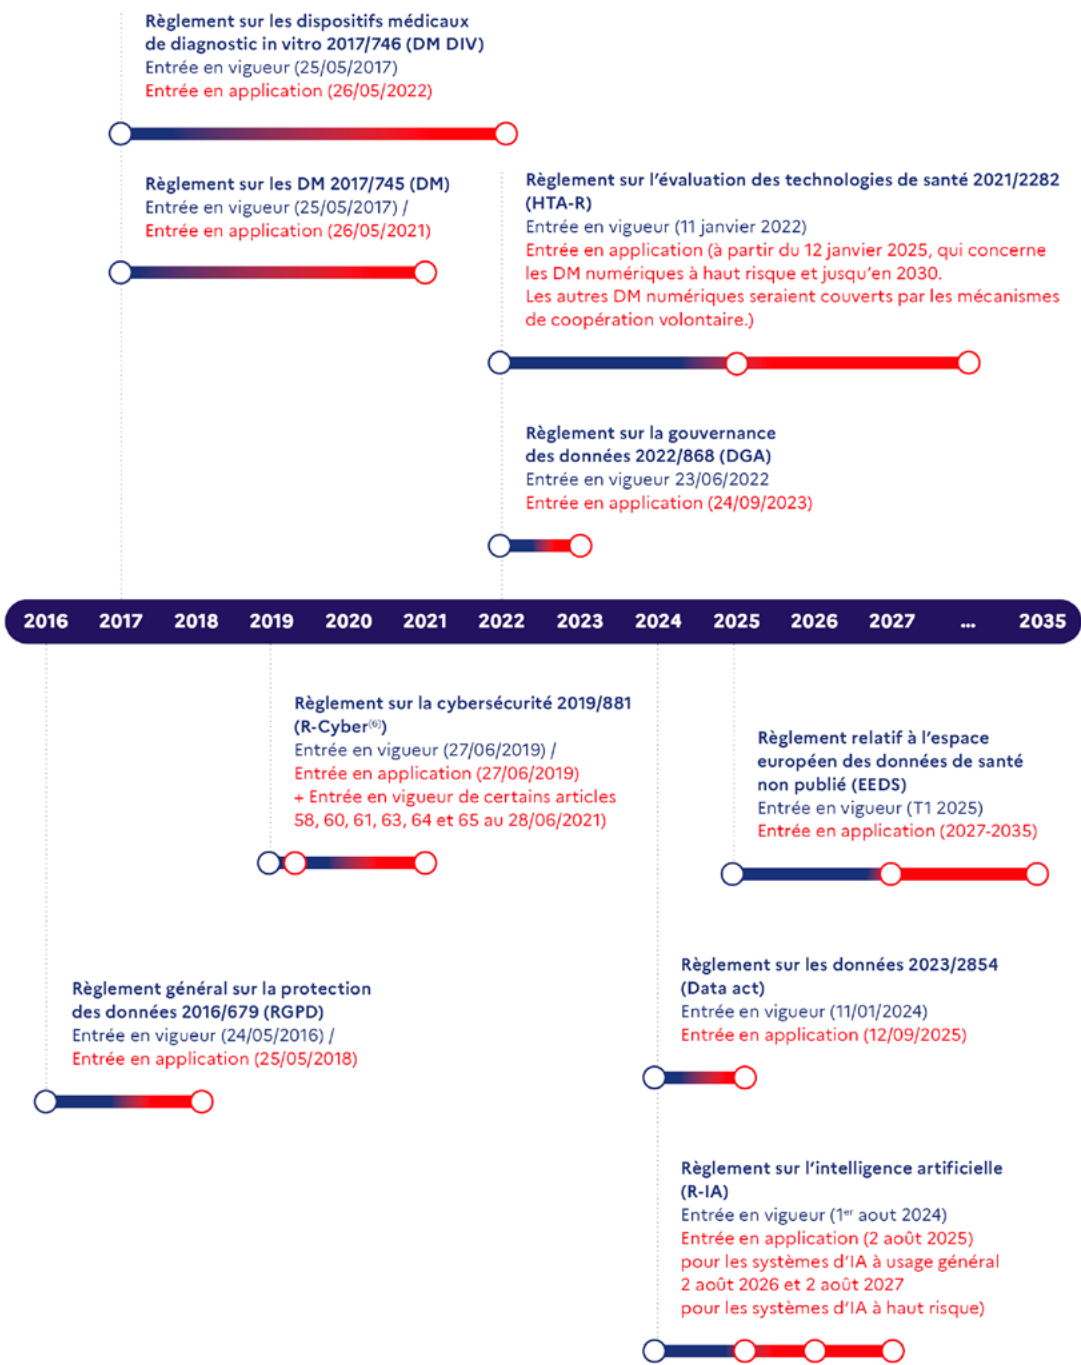 Règlement sur les dispositifs médicaux
de diagnostic in vitro 2017/746 (DM DIV)
Entrée en vigueur (25/05/2017)
Entrée en application (26/05/2022)
Règlement sur les DM 2017/745 (DM)
Entrée en vigueur (25/05/2017) /
Entrée en application (26/05/2021)
Règlement sur l'évaluation des technologies de santé 2021/2282
(HTA-R)
Entrée en vigueur (11 janvier 2022)
Entrée en application (à partir du 12 janvier 2025, qui concerne
les DM numériques à haut risque et jusqu'en 2030.
Les autres DM numériques seraient couverts par les mécanismes
de coopération volontaire.)
Règlement sur la gouvernance
des données 2022/868 (DGA)
Entrée en vigueur 23/06/2022
Entrée en application (24/09/2023)
2016 2017 2018 2019 2020 2021 2022 2023 2024 2025 2026 2027 ... 2035
Règlement sur la cybersécurité 2019/881
(R-Cyber(6))
Entrée en vigueur (27/06/2019) /
Entrée en application (27/06/2019)
+ Entrée en vigueur de certains articles
58, 60, 61, 63, 64 et 65 au 28/06/2021)
Règlement relatif à l'espace
européen des données de santé
non publié (EEDS)
Entrée en vigueur (T1 2025)
Entrée en application (2027-2035)
Règlement général sur la protection
des données 2016/679 (RGPD)
Entrée en vigueur (24/05/2016) /
Entrée en application (25/05/2018)
Règlement sur les données 2023/2854
(Data act)
Entrée en vigueur (11/01/2024)
Entrée en application (12/09/2025)
Règlement sur l'intelligence artificielle
(R-IA)
Entrée en vigueur (1er aout 2024)
Entrée en application (2 août 2025)
pour les systèmes d'IA à usage général
2 août 2026 et 2 août 2027
pour les systèmes d'IA à haut risque)